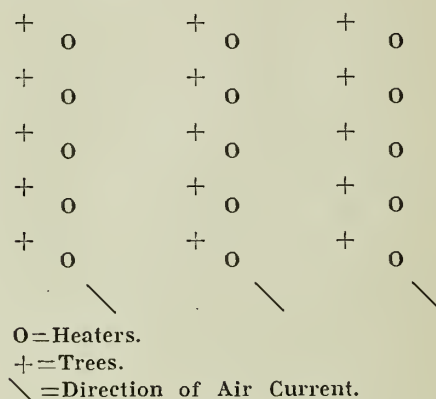 + + +
O O O
+ + +
O O O
+ + +
O O O
+ + +
O O O
+ + +
O O O
\ \ \
O=Heaters.
+=Trees.
\ =Direction of Air Current.